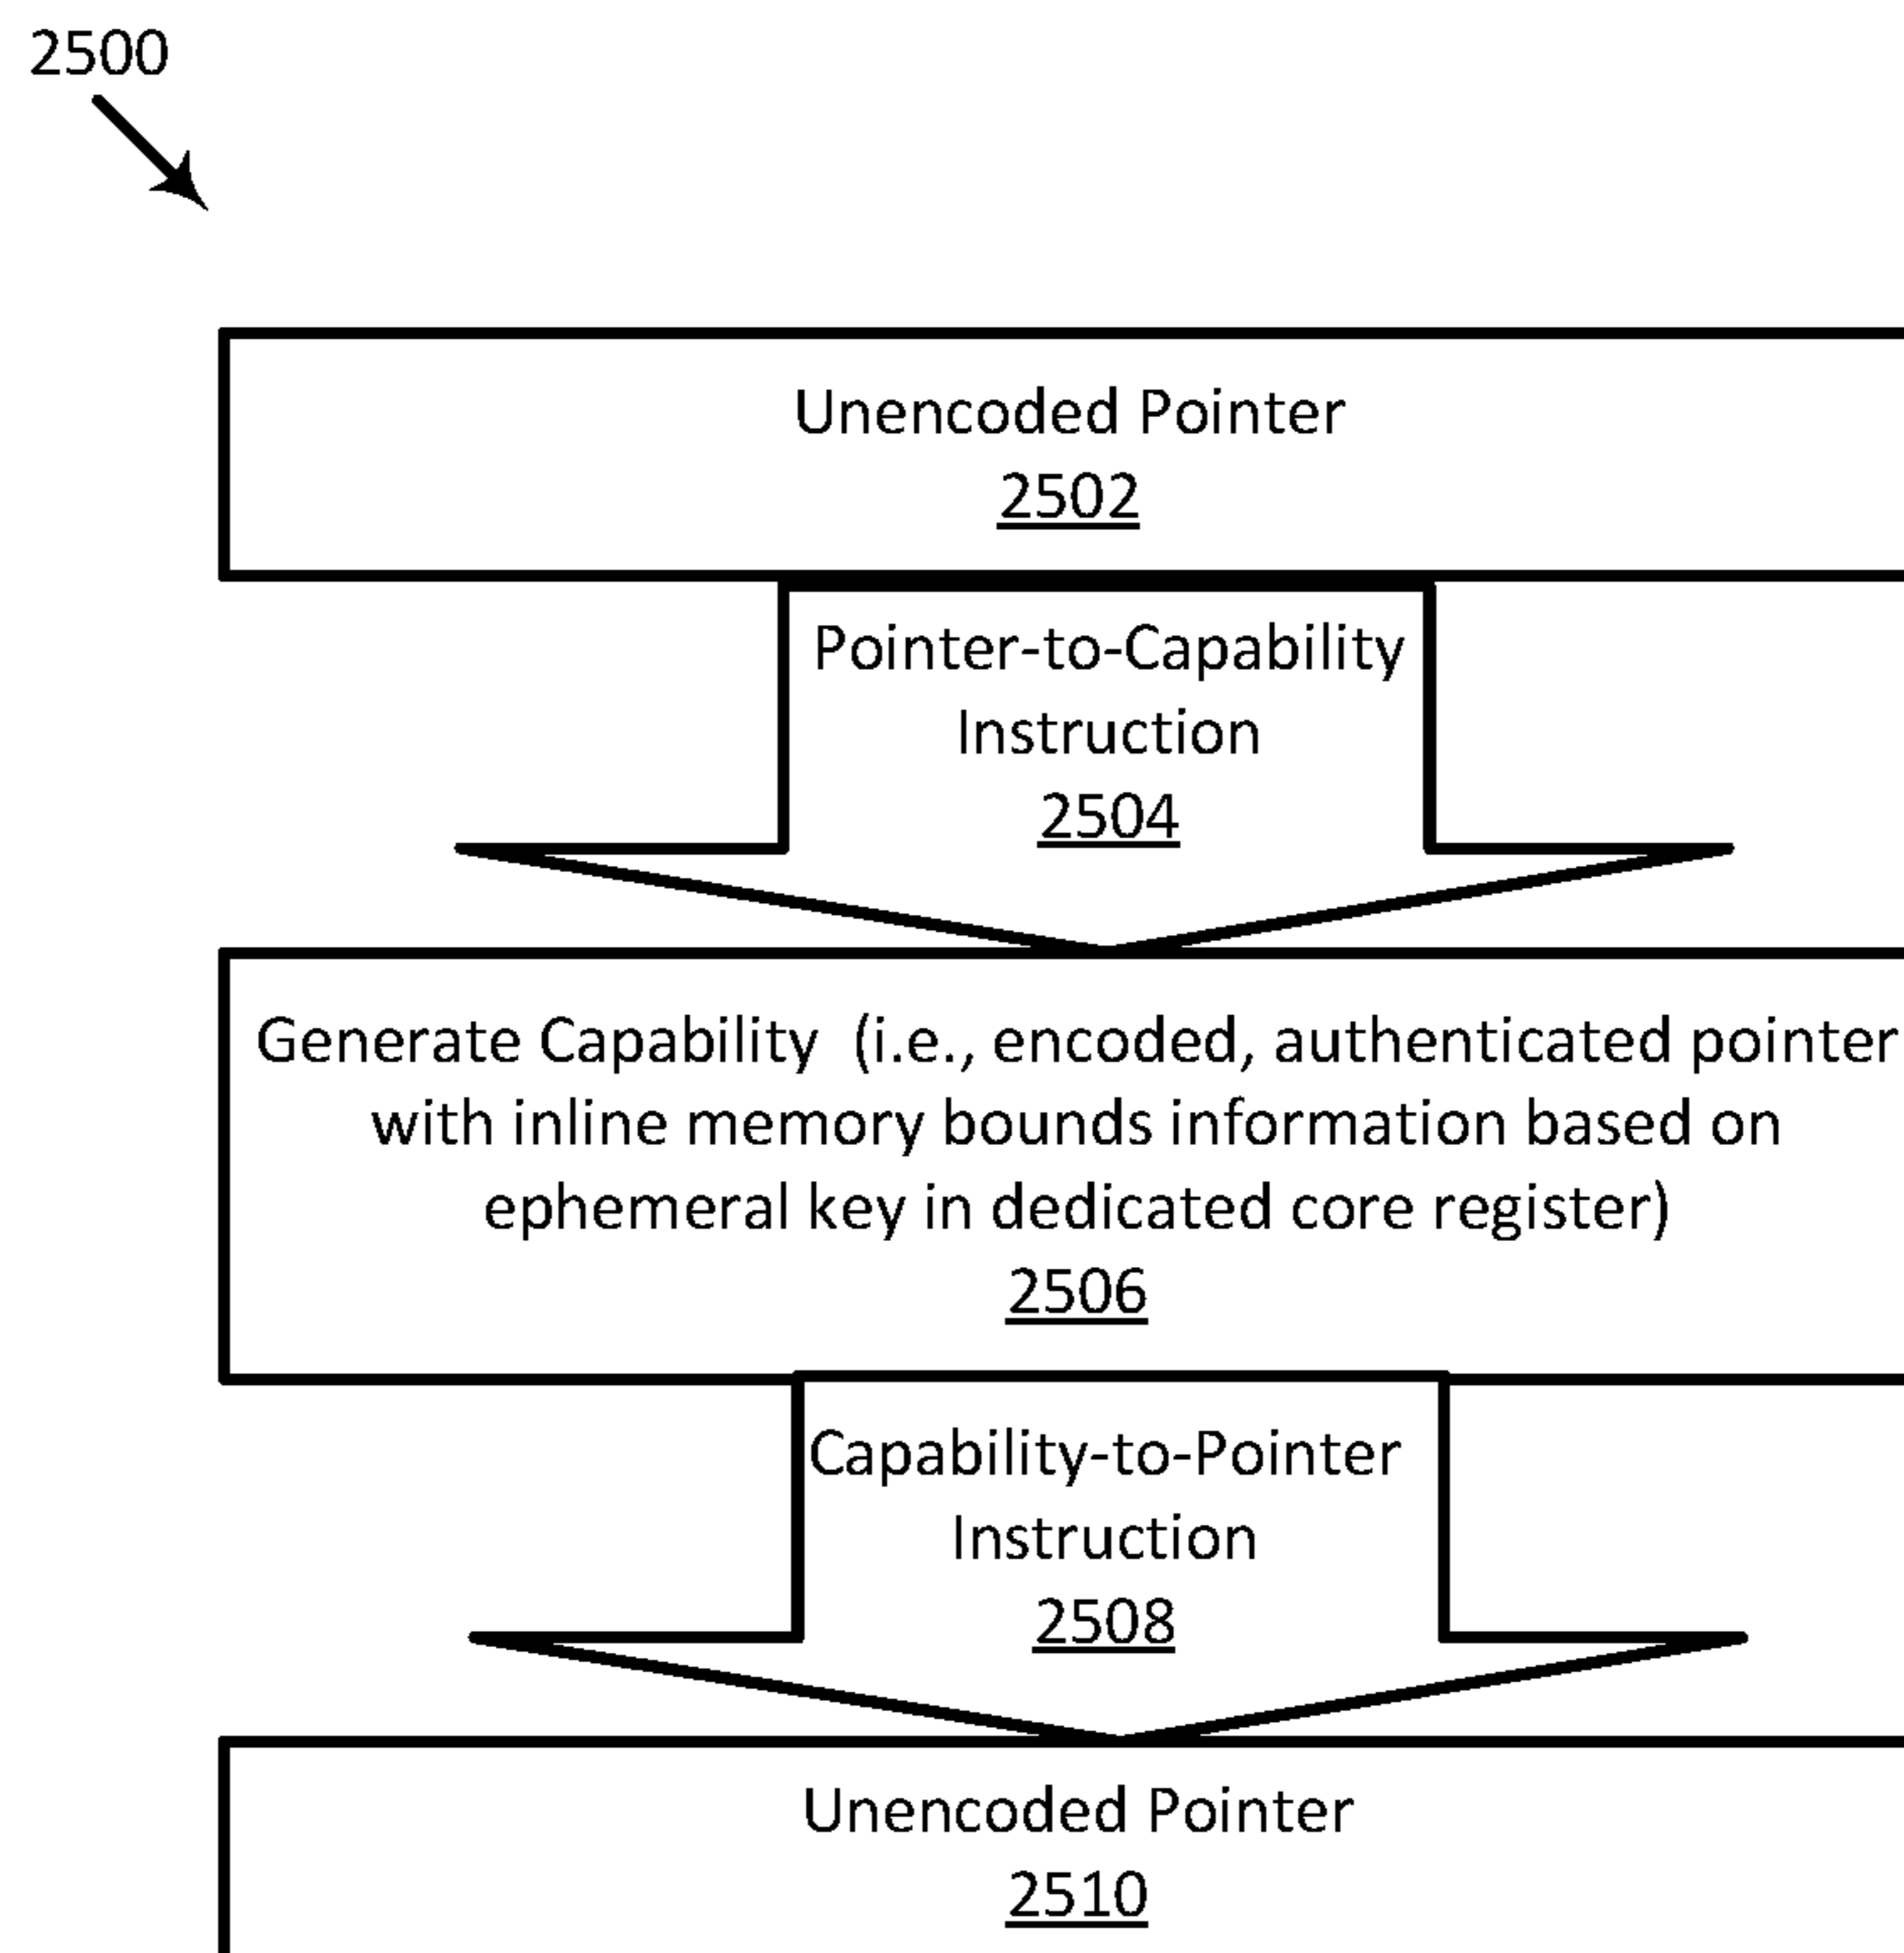 2500
Unencoded Pointer
2502
Pointer-to-Capability
Instruction
2504
Generate Capability (i.e., encoded, authenticated pointer
with inline memory bounds information based on
ephemeral key in dedicated core register)
2506
Capability-to-Pointer
Instruction
2508
Unencoded Pointer
2510